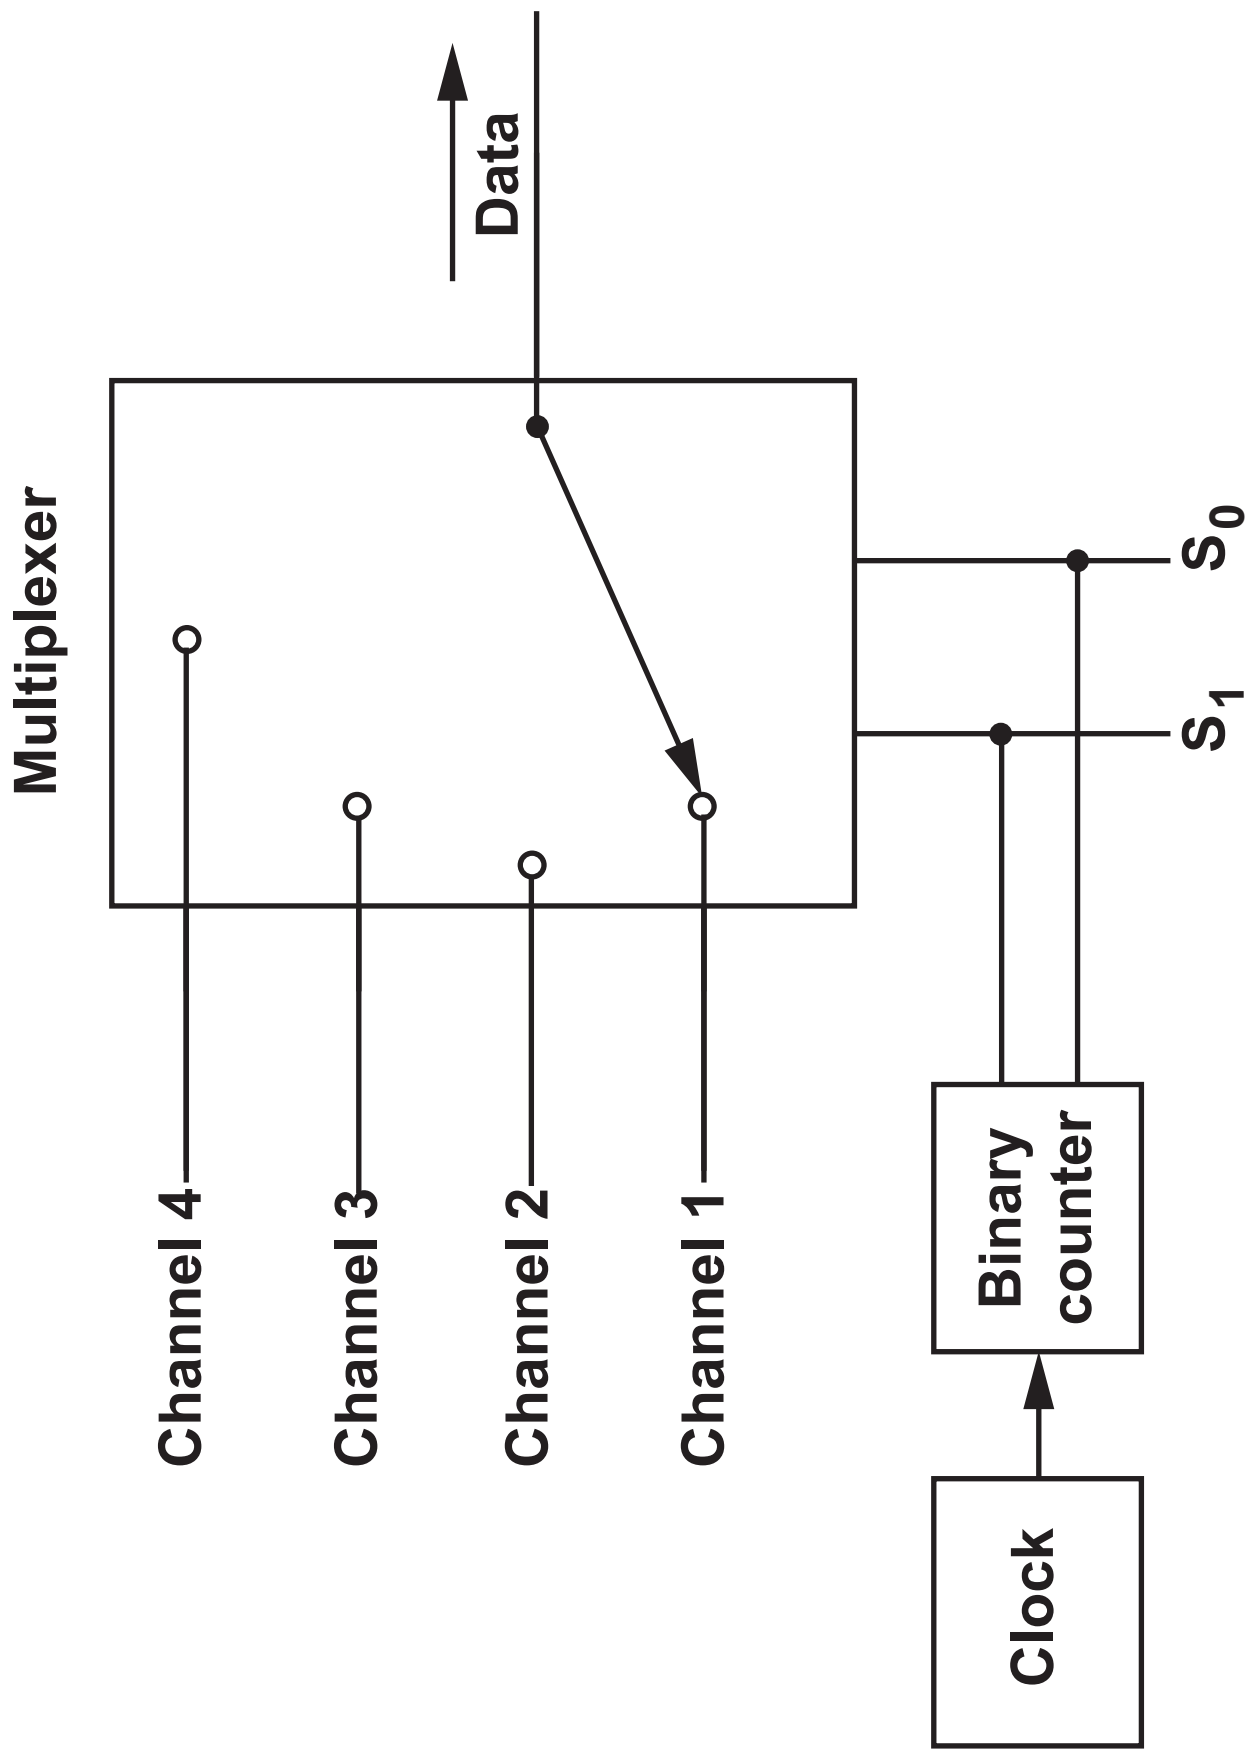 Multiplexer
Channel 4
Channel 3
Channel 2
Channel 1
Data
Clock
Binary
counter
S1
S0